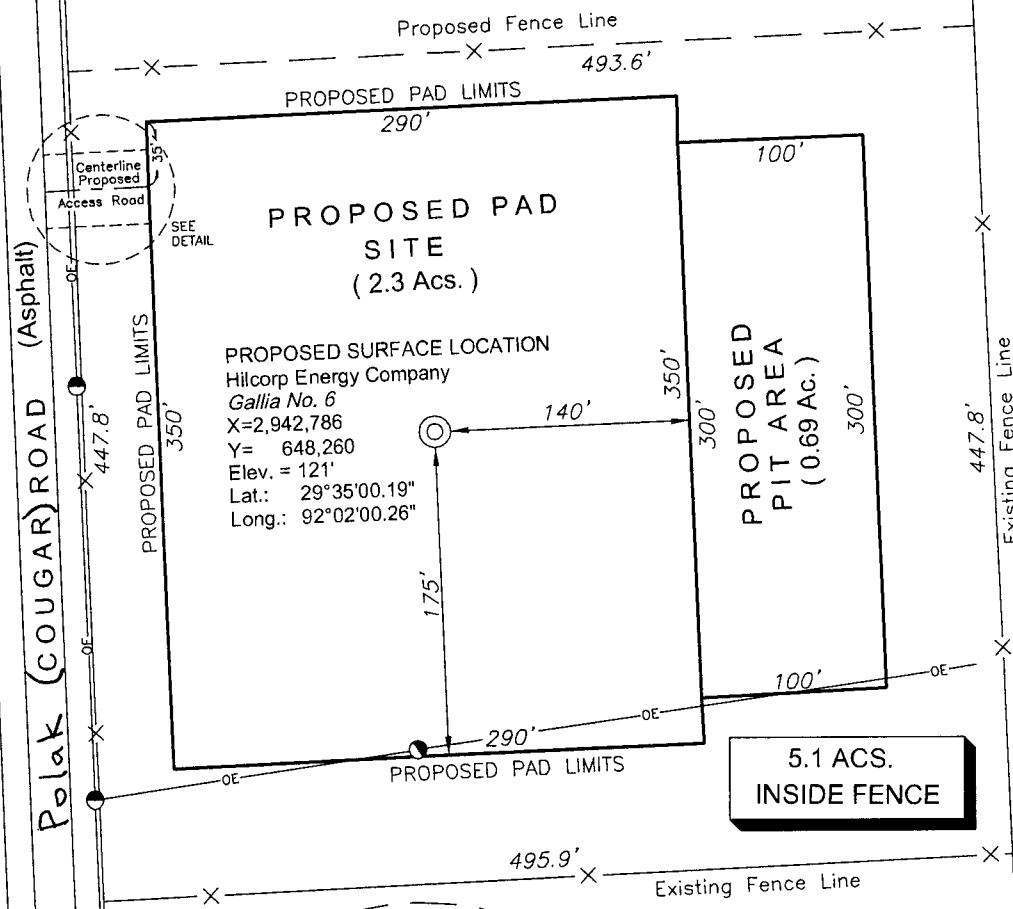 Proposed Fence Line
493.6'
PROPOSED PAD LIMITS
290'
100'
35'
Centerline
Proposed
Access Road
SEE
DETAIL
PROPOSED PAD
SITE
( 2.3 Acs. )
OE
Polak (COUGAR) ROAD (Asphalt)
447.8'
PROPOSED PAD LIMITS
350'
PROPOSED SURFACE LOCATION
Hilcorp Energy Company
Gallia No. 6
X=2,942,786
Y= 648,260
Elev. = 121'
Lat.: 29°35'00.19"
Long.: 92°02'00.26"
140'
175'
350'
300'
PROPOSED
PIT AREA
(0.69 Ac.)
300'
447.8'
Existing Fence Line
OE
100'
OE
OE
290'
OE
PROPOSED PAD LIMITS
5.1 ACS.
INSIDE FENCE
495.9'
Existing Fence Line